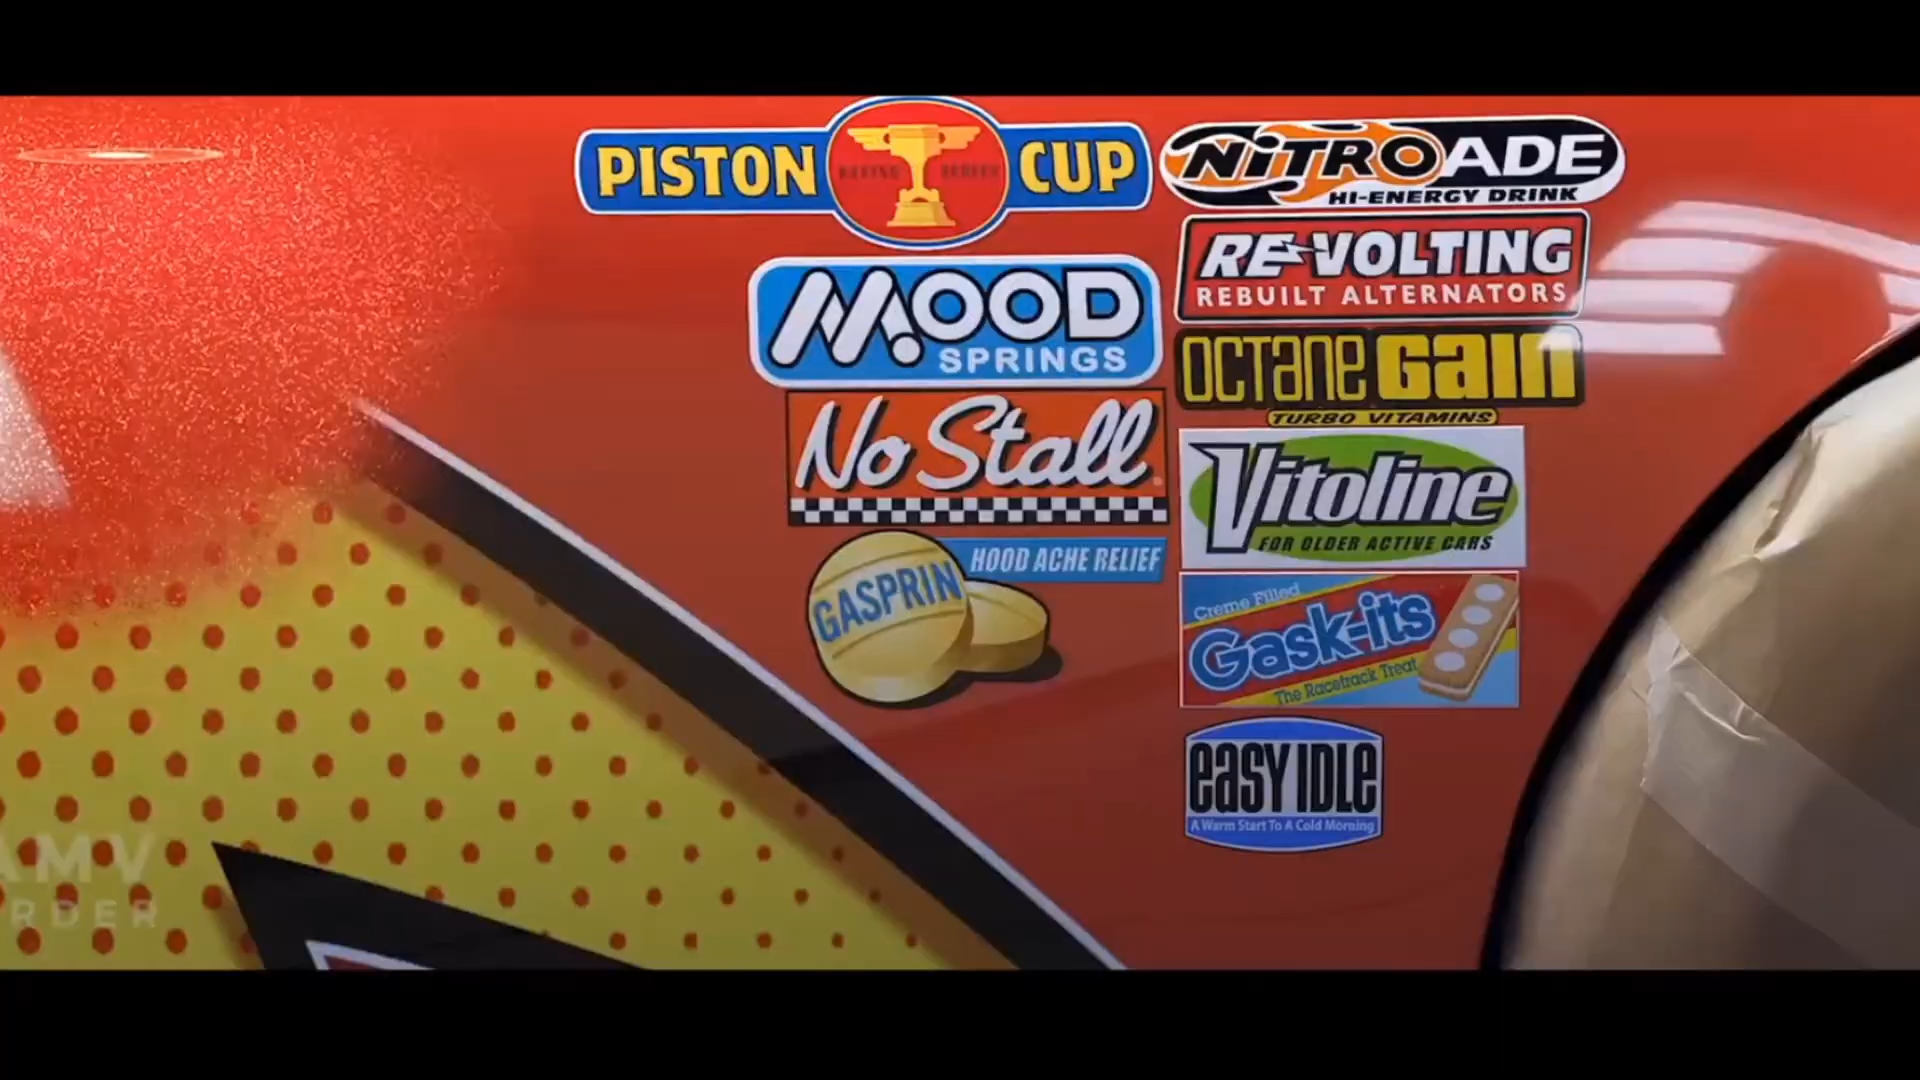 PISTON CUP
NiTROADE
HI-ENERGY DRINK
RE-VOLTING
REBUILT ALTERNATORS
MOOD
SPRINGS
OCTANE GAIN
TURBO VITAMINS
No Stall
Vitoline
FOR OLDER ACTIVE CARS
HOOD ACHE RELIEF
GASPRIN
Creme Filled
Gask-its
The Racetrack Treat
easy IDLE
A Warm Start To A Cold Morning
AMV
RDER